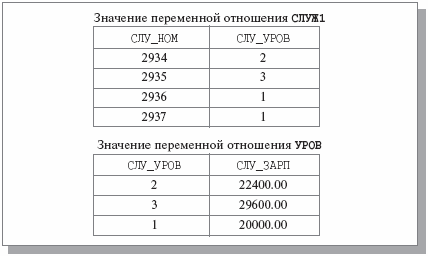 Значение переменной отношения СЛУЖ1
СЛУ_НОМ СЛУ_УРОВ
2934 2
2935 3
2936 1
2937 1
Значение переменной отношения УРОВ
СЛУ_УРОВ СЛУ_ЗАРП
2 22400.00
3 29600.00
1 20000.00